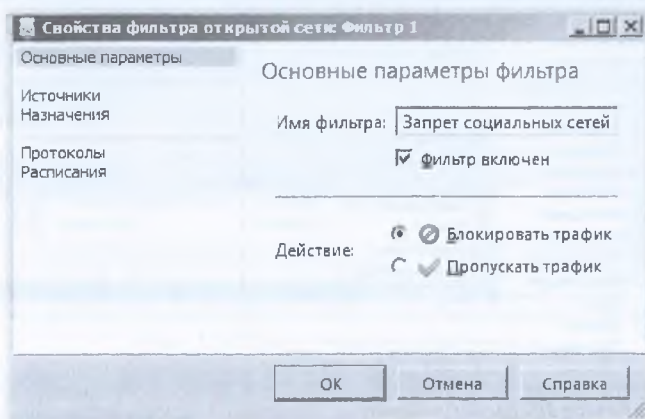 Свойства фильтра открытой сети: Фильтр 1
Основные параметры
Источники
Назначения
Протоколы
Расписания
Основные параметры фильтра
Имя фильтра: Запрет социальных сетей
Фильтр включен
Действие:
Блокировать трафик
Пропускать трафик
ОК Отмена Справка